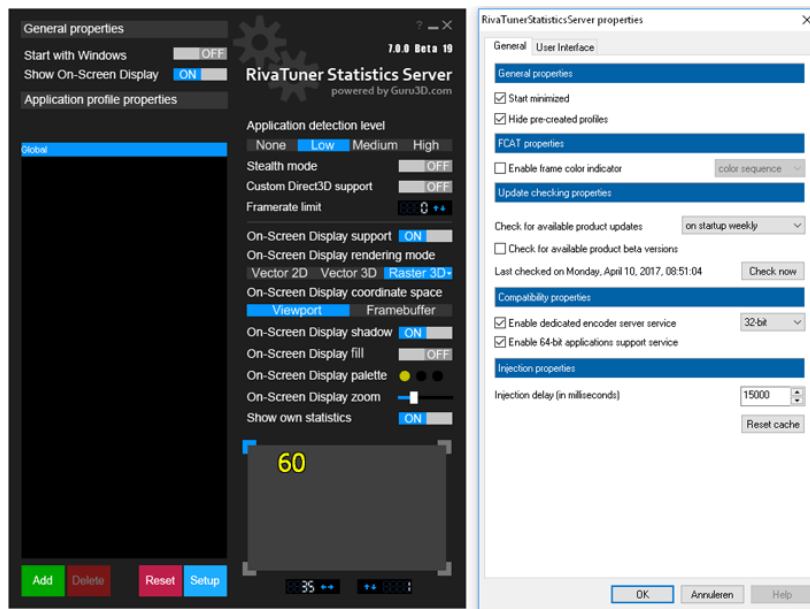 General properties
Start with Windows OFF
Show On-Screen Display ON
Application profile properties
Global
Add Delete Reset Setup
?
7.0.0 Beta 19
RivaTuner Statistics Server
powered by Guru3D.com
Application detection level
None Low Medium High
Stealth mode OFF
Custom Direct3D support OFF
Framerate limit 0
On-Screen Display support ON
On-Screen Display rendering mode
Vector 2D Vector 3D Raster 3D
On-Screen Display coordinate space
Viewport Framebuffer
On-Screen Display shadow ON
On-Screen Display fill OFF
On-Screen Display palette
On-Screen Display zoom
Show own statistics ON
60
35 1
RivaTunerStatisticsServer properties
General User Interface
General properties
Start minimized
Hide pre-created profiles
FCAT properties
Enable frame color indicator color sequence
Update checking properties
Check for available product updates on startup weekly
Check for available product beta versions
Last checked on Monday, April 10, 2017, 08:51:04 Check now
Compatibility properties
Enable dedicated encoder server service 32-bit
Enable 64-bit applications support service
Injection properties
Injection delay (in milliseconds) 15000
Reset cache
OK Annuleren Help